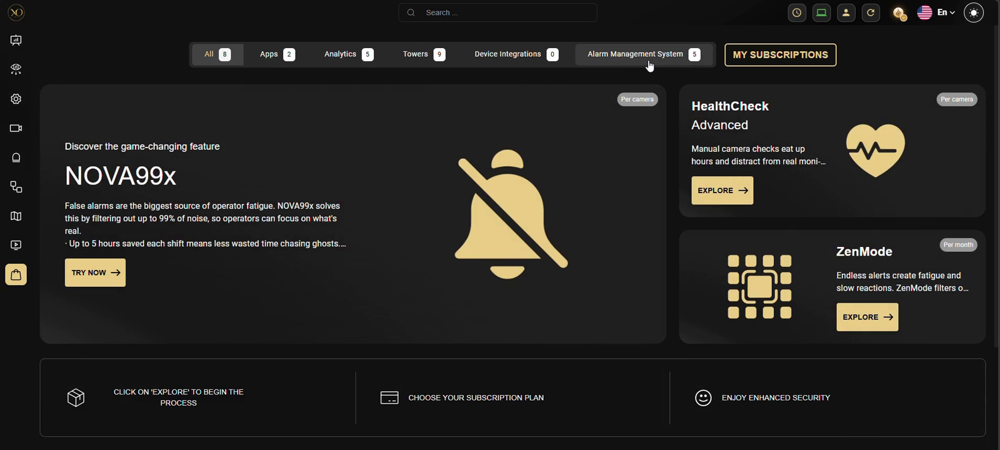 XO
Search ...
En
All 8
Apps 2
Analytics 5
Towers 9
Device Integrations 0
Alarm Management System 5
MY SUBSCRIPTIONS
Per camera
Discover the game-changing feature
NOVA99x
False alarms are the biggest source of operator fatigue. NOVA99x solves
this by filtering out up to 99% of noise, so operators can focus on what's
real.
· Up to 5 hours saved each shift means less wasted time chasing ghosts....
TRY NOW
Per camera
HealthCheck
Advanced
Manual camera checks eat up
hours and distract from real moni-...
EXPLORE
Per month
ZenMode
Endless alerts create fatigue and
slow reactions. ZenMode filters o...
EXPLORE
CLICK ON 'EXPLORE' TO BEGIN THE
PROCESS
CHOOSE YOUR SUBSCRIPTION PLAN
ENJOY ENHANCED SECURITY